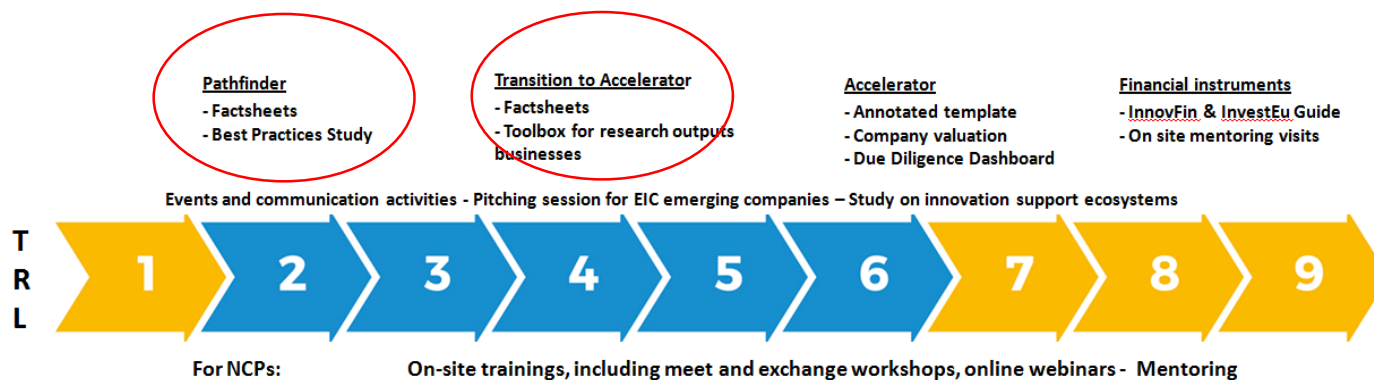 Pathfinder
- Factsheets
- Best Practices Study
Transition to Accelerator
- Factsheets
- Toolbox for research outputs
businesses
Accelerator
- Annotated template
- Company valuation
- Due Diligence Dashboard
Financial instruments
- InnovFin & InvestEu Guide
- On site mentoring visits
Events and communication activities - Pitching session for EIC emerging companies – Study on innovation support ecosystems
T
R
L
1 2 3 4 5 6 7 8 9
For NCPs: On-site trainings, including meet and exchange workshops, online webinars - Mentoring